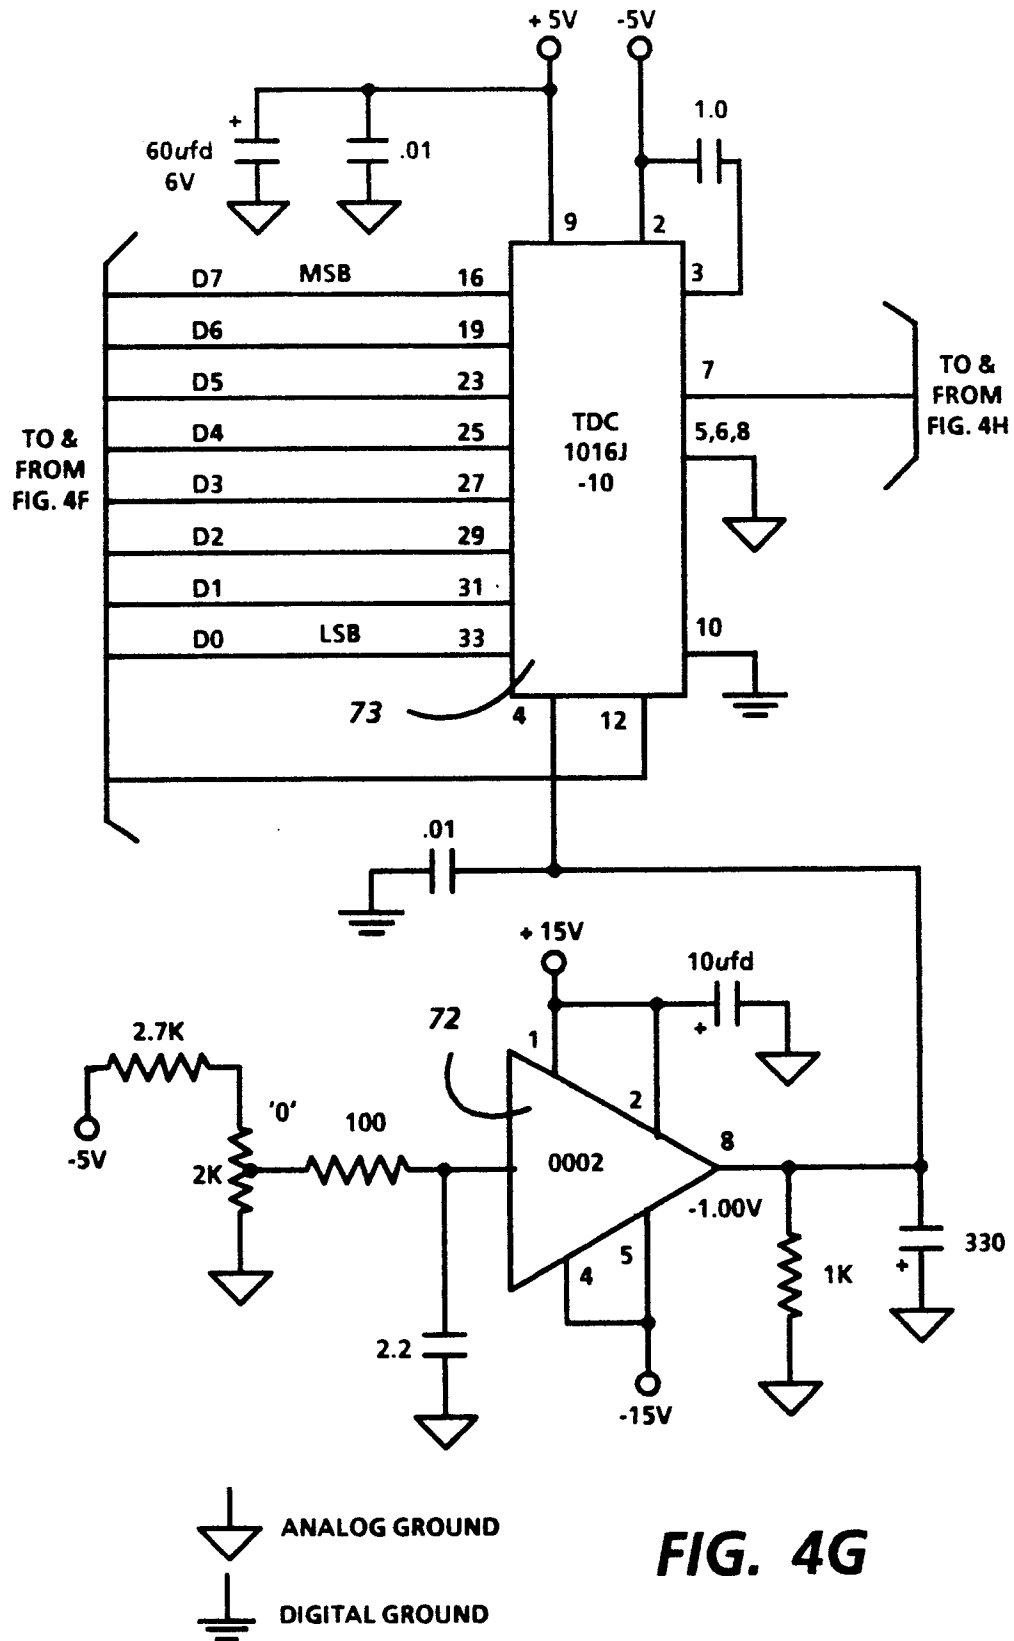 + 5V
-5V
1.0
+
60ufd
6V
.01
9
2
3
D7
MSB
16
D6
19
D5
23
D4
25
D3
27
D2
29
D1
31
D0
LSB
33
TO &
FROM
FIG. 4F
TDC
1016J
-10
7
5,6,8
10
TO &
FROM
FIG. 4H
73
4
12
.01
+ 15V
10ufd
+
72
1
2
2.7K
'0'
100
-5V
2K
0002
8
-1.00V
5
4
1K
+
330
2.2
-15V
ANALOG GROUND
DIGITAL GROUND
FIG. 4G